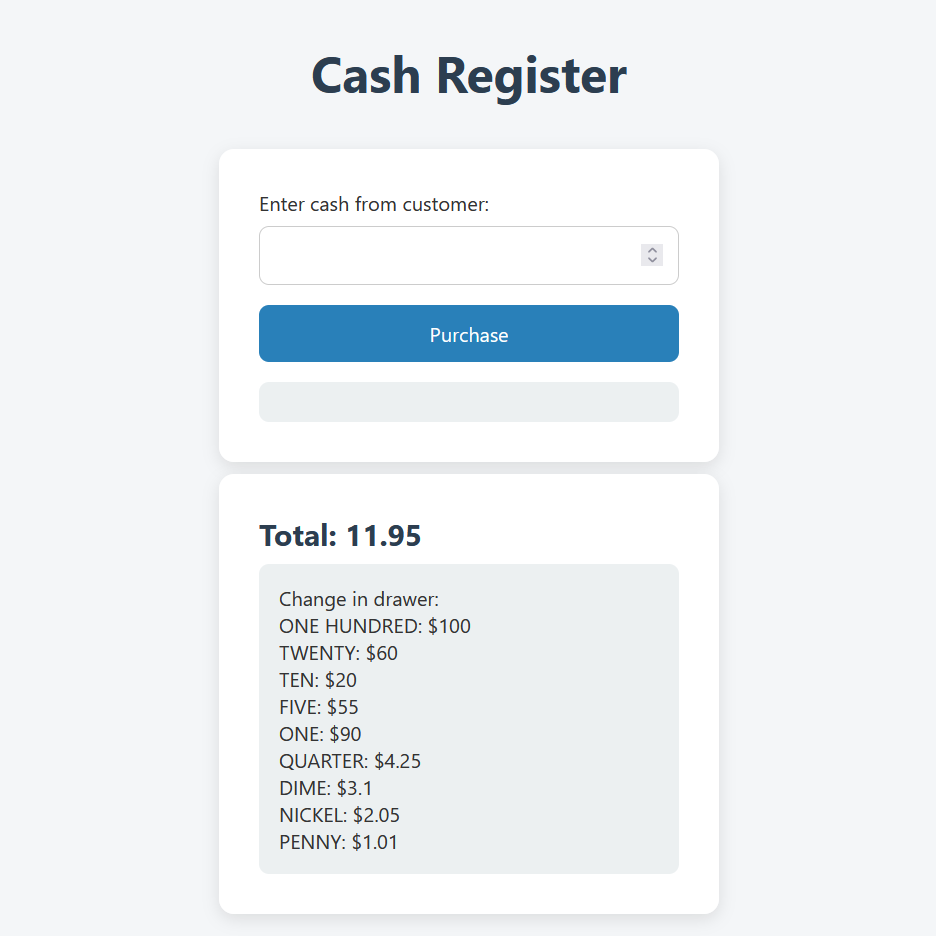 Cash Register
Enter cash from customer:
Purchase
Total: 11.95
Change in drawer:
ONE HUNDRED: $100
TWENTY: $60
TEN: $20
FIVE: $55
ONE: $90
QUARTER: $4.25
DIME: $3.1
NICKEL: $2.05
PENNY: $1.01